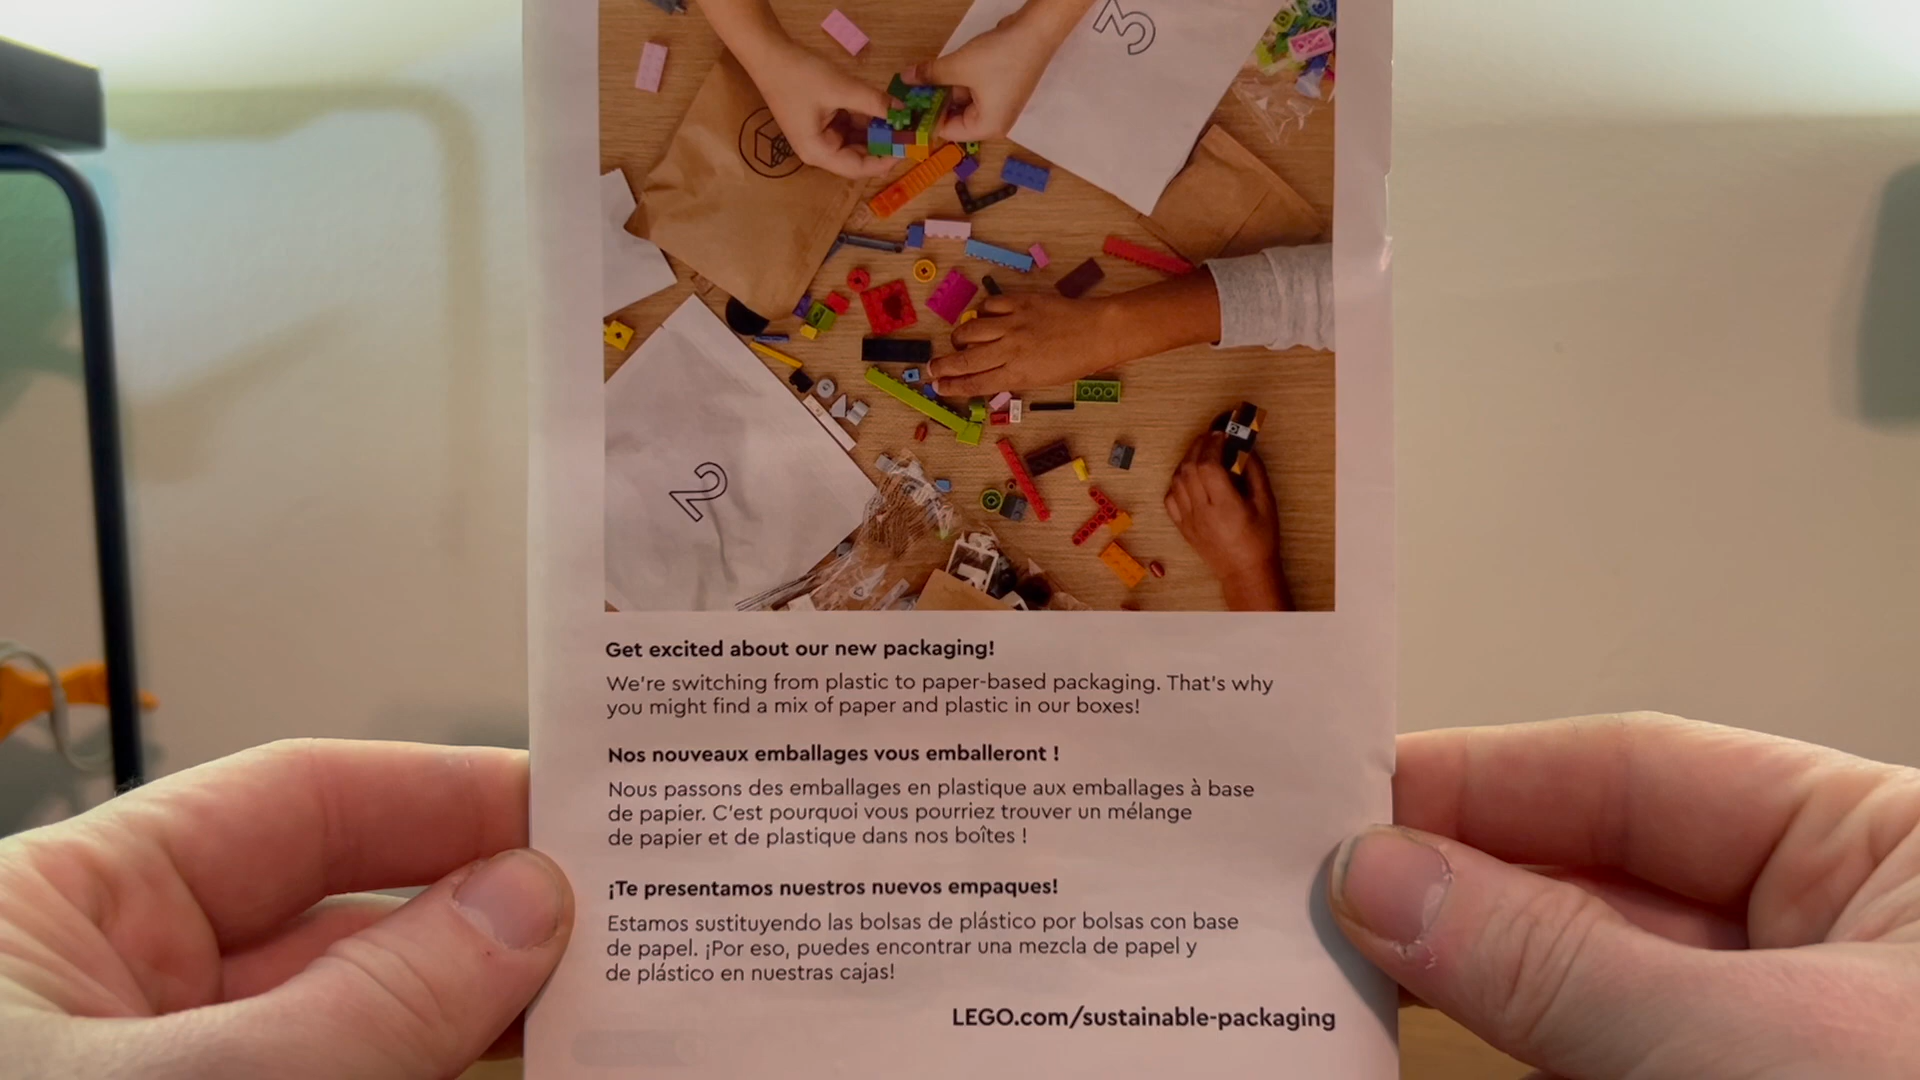 3
2
Get excited about our new packaging!
We're switching from plastic to paper-based packaging. That's why
you might find a mix of paper and plastic in our boxes!
Nos nouveaux emballages vous emballeront !
Nous passons des emballages en plastique aux emballages à base
de papier. C'est pourquoi vous pourriez trouver un mélange
de papier et de plastique dans nos boîtes !
¡Te presentamos nuestros nuevos empaques!
Estamos sustituyendo las bolsas de plástico por bolsas con base
de papel. ¡Por eso, puedes encontrar una mezcla de papel y
de plástico en nuestras cajas!
LEGO.com/sustainable-packaging